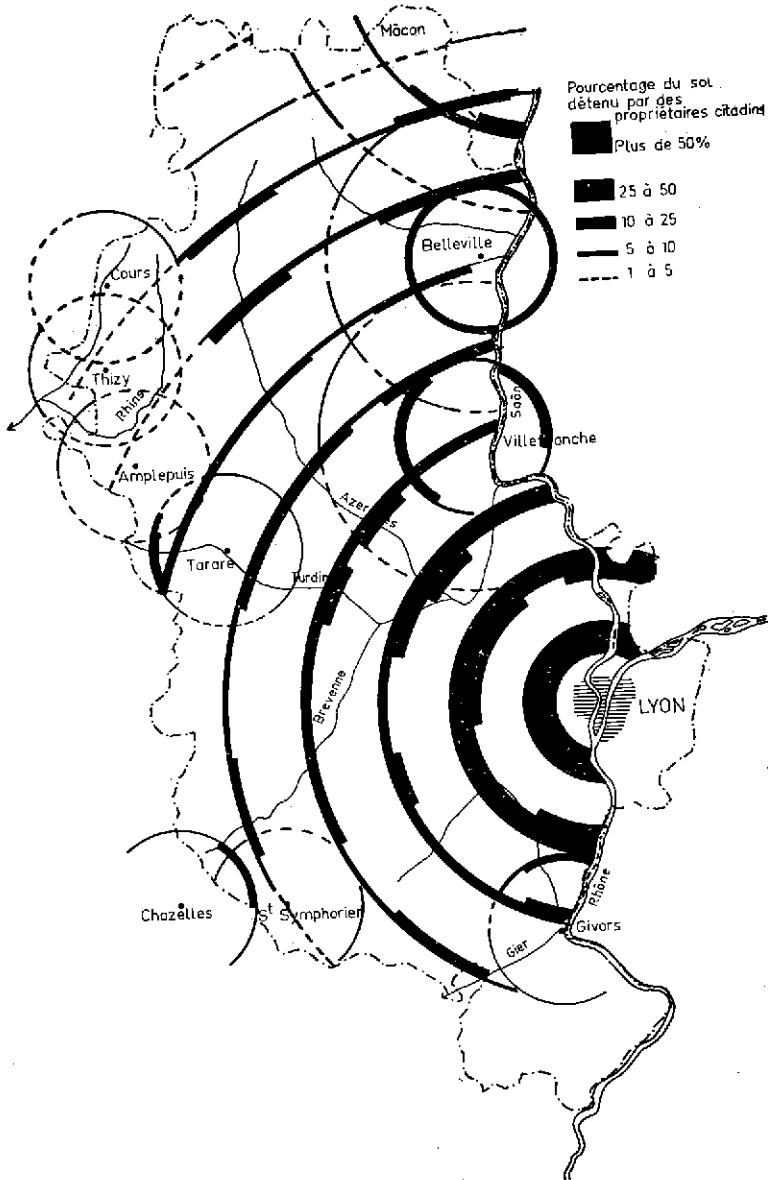 Mâcon
Pourcentage du sol
détenu par des
propriétaires citadins
Plus de 50%
25 à 50
10 à 25
5 à 10
1 à 5
Belleville
Cours
Thizy
Rhins
Saône
Villefranche
Amplepuis
Azergues
Tarare
Turdine
Brevenne
LYON
Chazelles
St Symphorien
Rhône
Givors
Gier